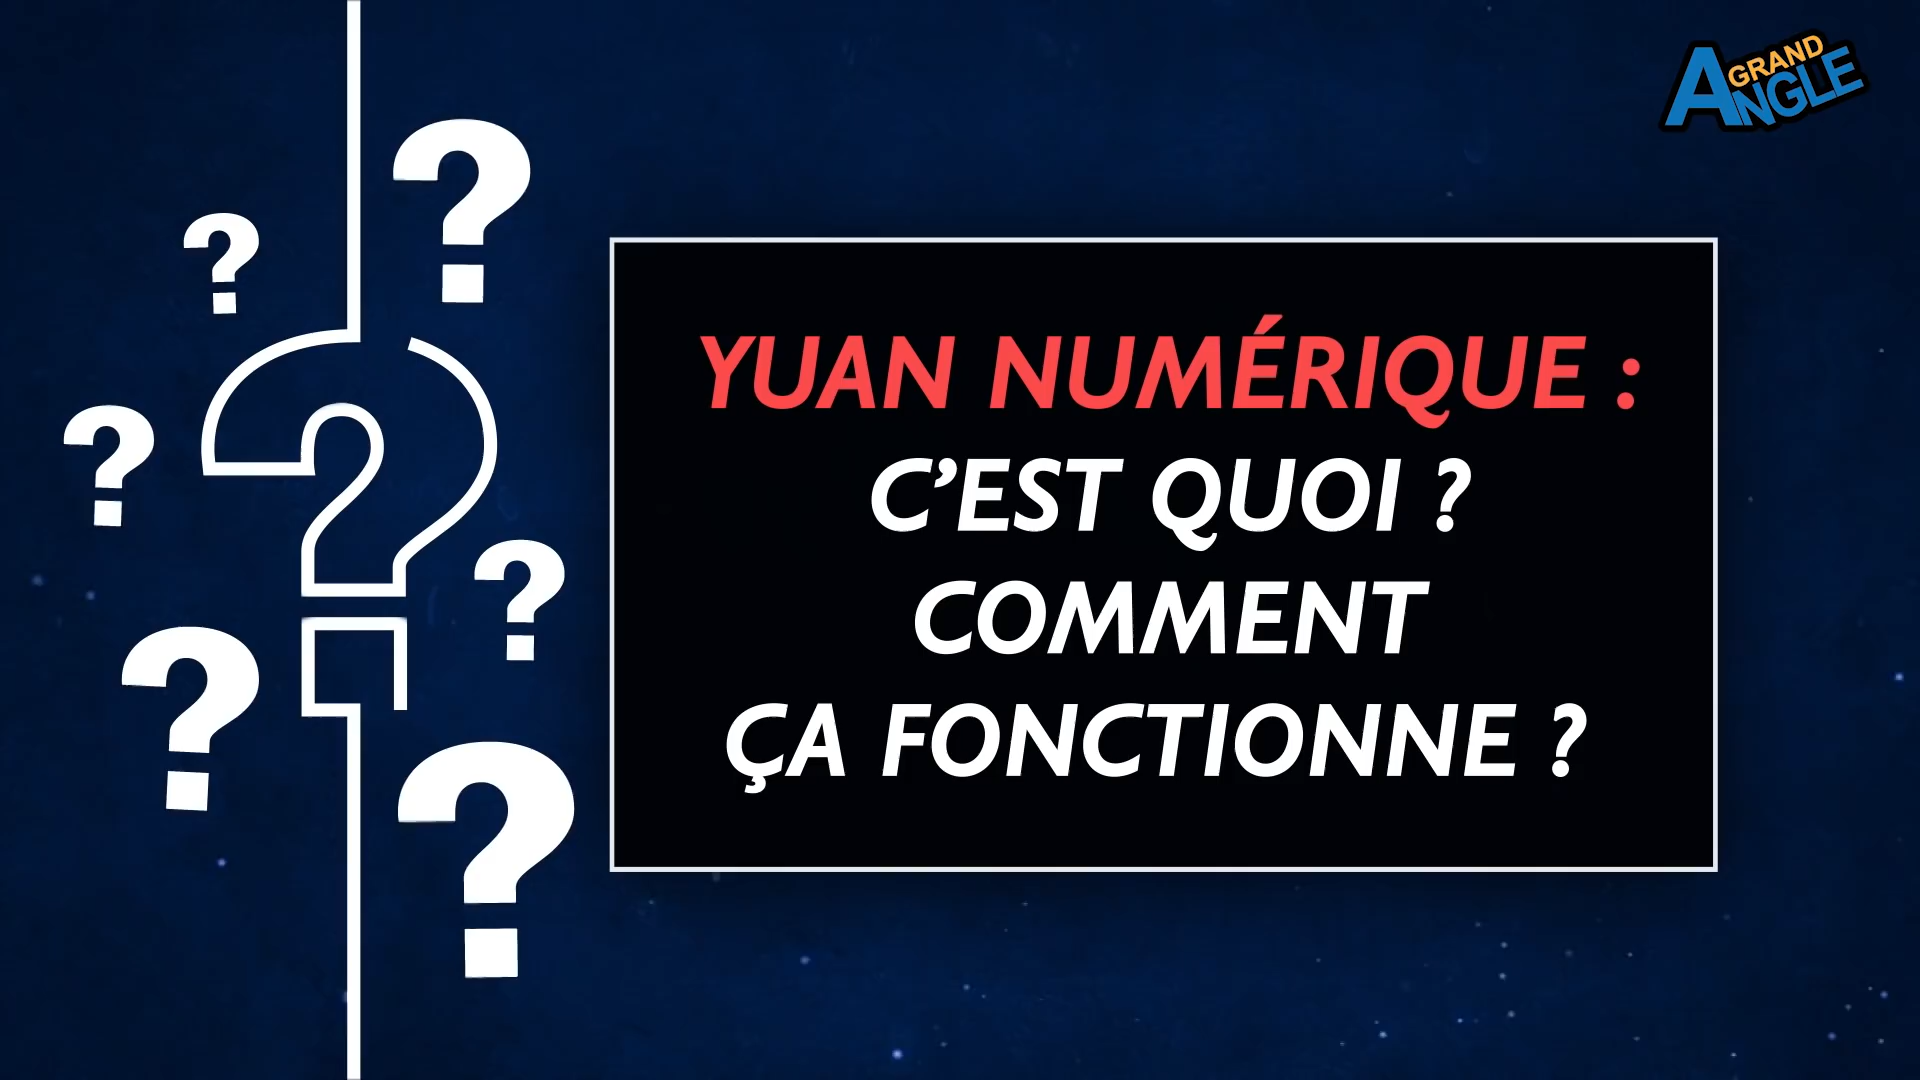 GRAND
ANGLE
YUAN NUMÉRIQUE :
C’EST QUOI ?
COMMENT
ÇA FONCTIONNE ?